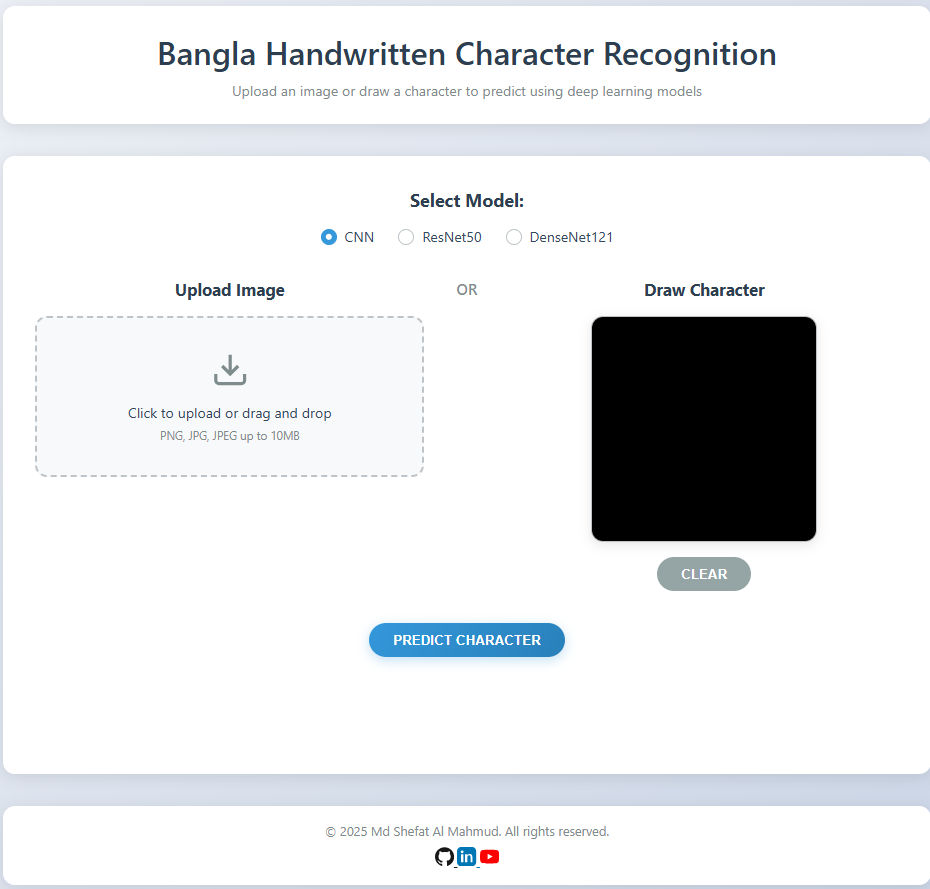 Bangla Handwritten Character Recognition
Upload an image or draw a character to predict using deep learning models
Select Model:
CNN
ResNet50
DenseNet121
Upload Image
OR
Draw Character
Click to upload or drag and drop
PNG, JPG, JPEG up to 10MB
CLEAR
PREDICT CHARACTER
© 2025 Md Shefat Al Mahmud. All rights reserved.
in